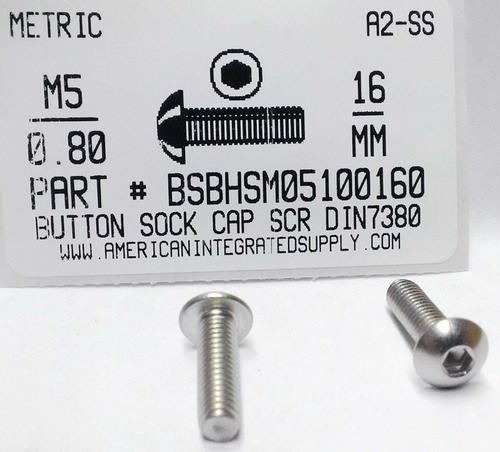 METRIC A2-SS
M5 16
0.80 MM
PART # BSBHSM05100160
BUTTON SOCK CAP SCR DIN7380
WWW.AMERICANINTEGRATEDSUPPLY.COM